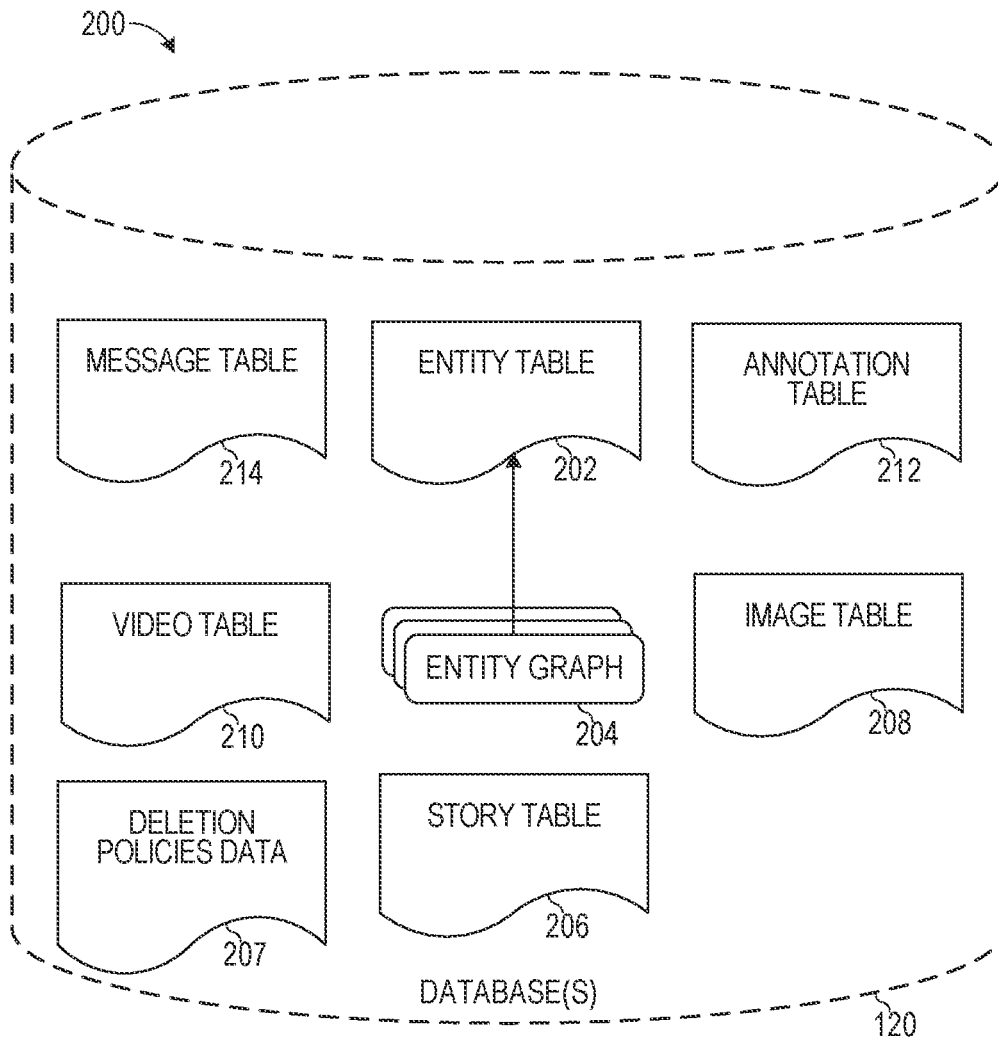 200
MESSAGE TABLE
214
ENTITY TABLE
202
ANNOTATION
TABLE
212
VIDEO TABLE
210
ENTITY GRAPH
204
IMAGE TABLE
208
DELETION
POLICIES DATA
207
STORY TABLE
206
DATABASE(S)
120